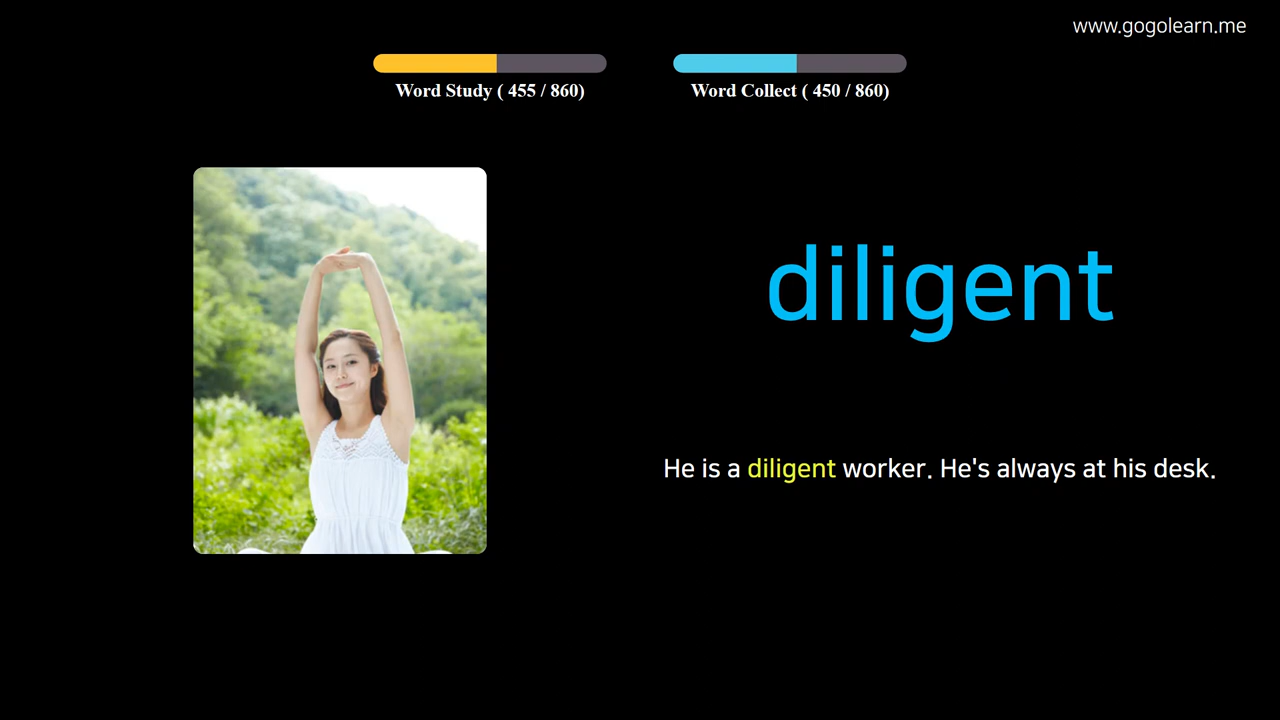 www.gogolearn.me
Word Study ( 455 / 860)
Word Collect ( 450 / 860)
diligent
He is a diligent worker. He's always at his desk.